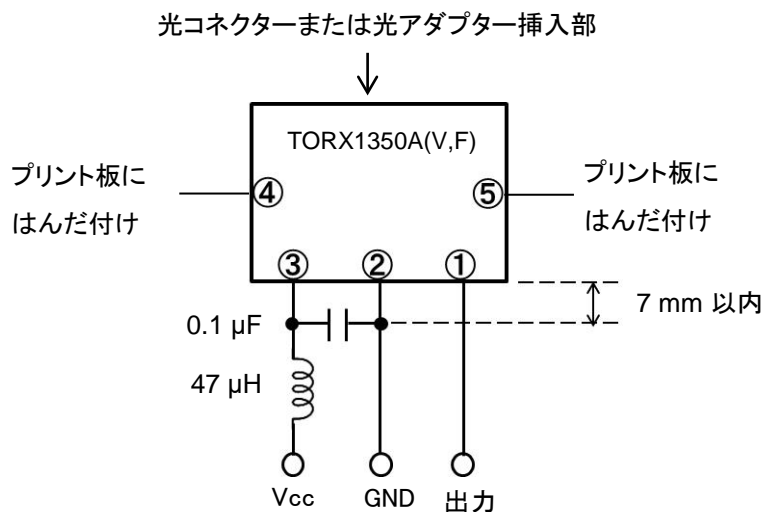 光コネクターまたは光アダプター挿入部
TORX1350A(V,F)
プリント板に
はんだ付け
④
⑤
プリント板に
はんだ付け
③
②
①
0.1 μF
7 mm 以内
47 μH
Vcc
GND
出力